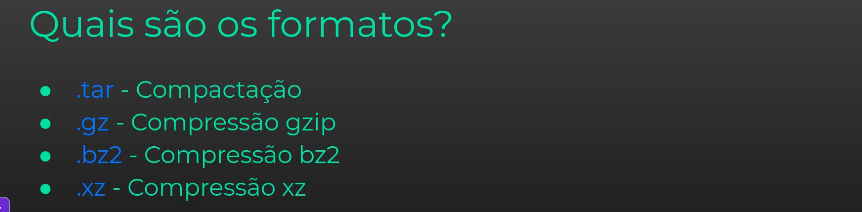 Quais são os formatos?
● .tar - Compactação
● .gz - Compressão gzip
● .bz2 - Compressão bz2
● .xz - Compressão xz